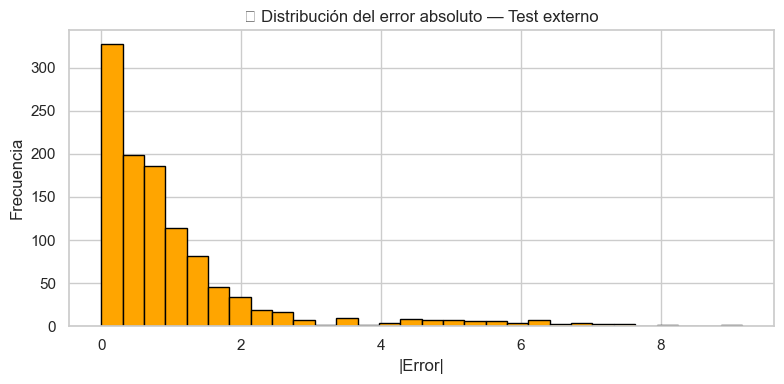 Distribución del error absoluto — Test externo
Frecuencia
300
250
200
150
100
50
0
0 2 4 6 8
|Error|